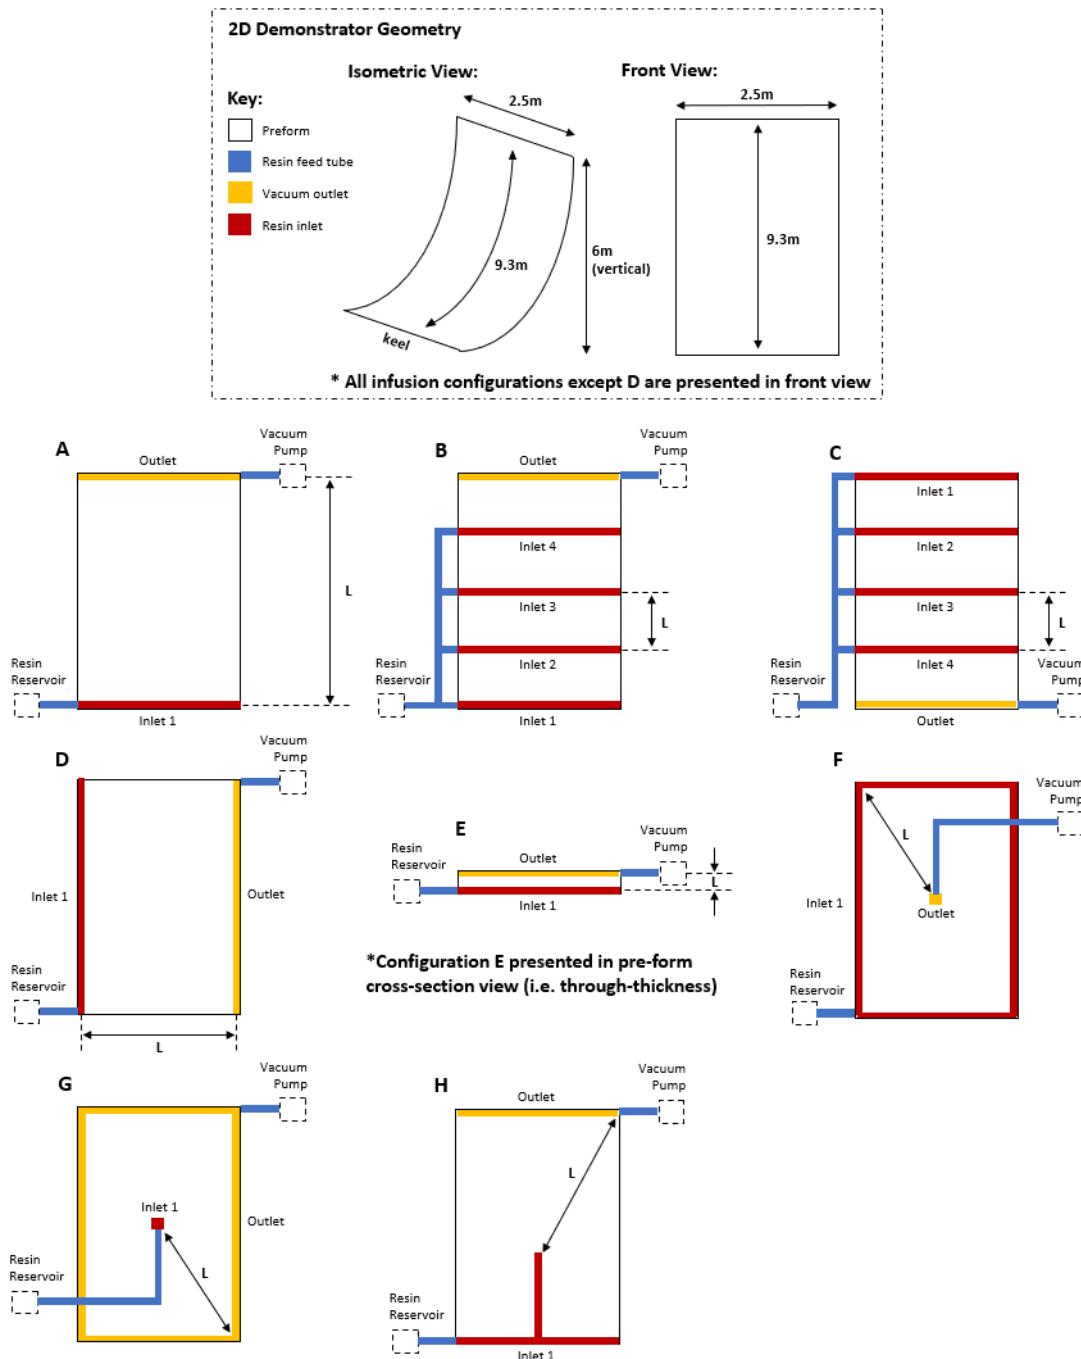 2D Demonstrator Geometry
Isometric View:
Front View:
Key:
Preform
Resin feed tube
Vacuum outlet
Resin inlet
2.5m
9.3m
6m
(vertical)
keel
2.5m
9.3m
* All infusion configurations except D are presented in front view
A
Outlet
Vacuum
Pump
L
Resin
Reservoir
Inlet 1
B
Outlet
Vacuum
Pump
Inlet 4
Inlet 3
L
Inlet 2
Resin
Reservoir
Inlet 1
C
Inlet 1
Inlet 2
Inlet 3
L
Inlet 4
Resin
Reservoir
Vacuum
Pump
Outlet
D
Vacuum
Pump
Inlet 1
Outlet
Resin
Reservoir
L
E
Resin
Reservoir
Outlet
Vacuum
Pump
L
Inlet 1
*Configuration E presented in pre-form
cross-section view (i.e. through-thickness)
F
Vacuum
Pump
L
Inlet 1
Outlet
Resin
Reservoir
G
Vacuum
Pump
Inlet 1
Outlet
Resin
Reservoir
L
H
Outlet
Vacuum
Pump
L
Resin
Reservoir
Inlet 1